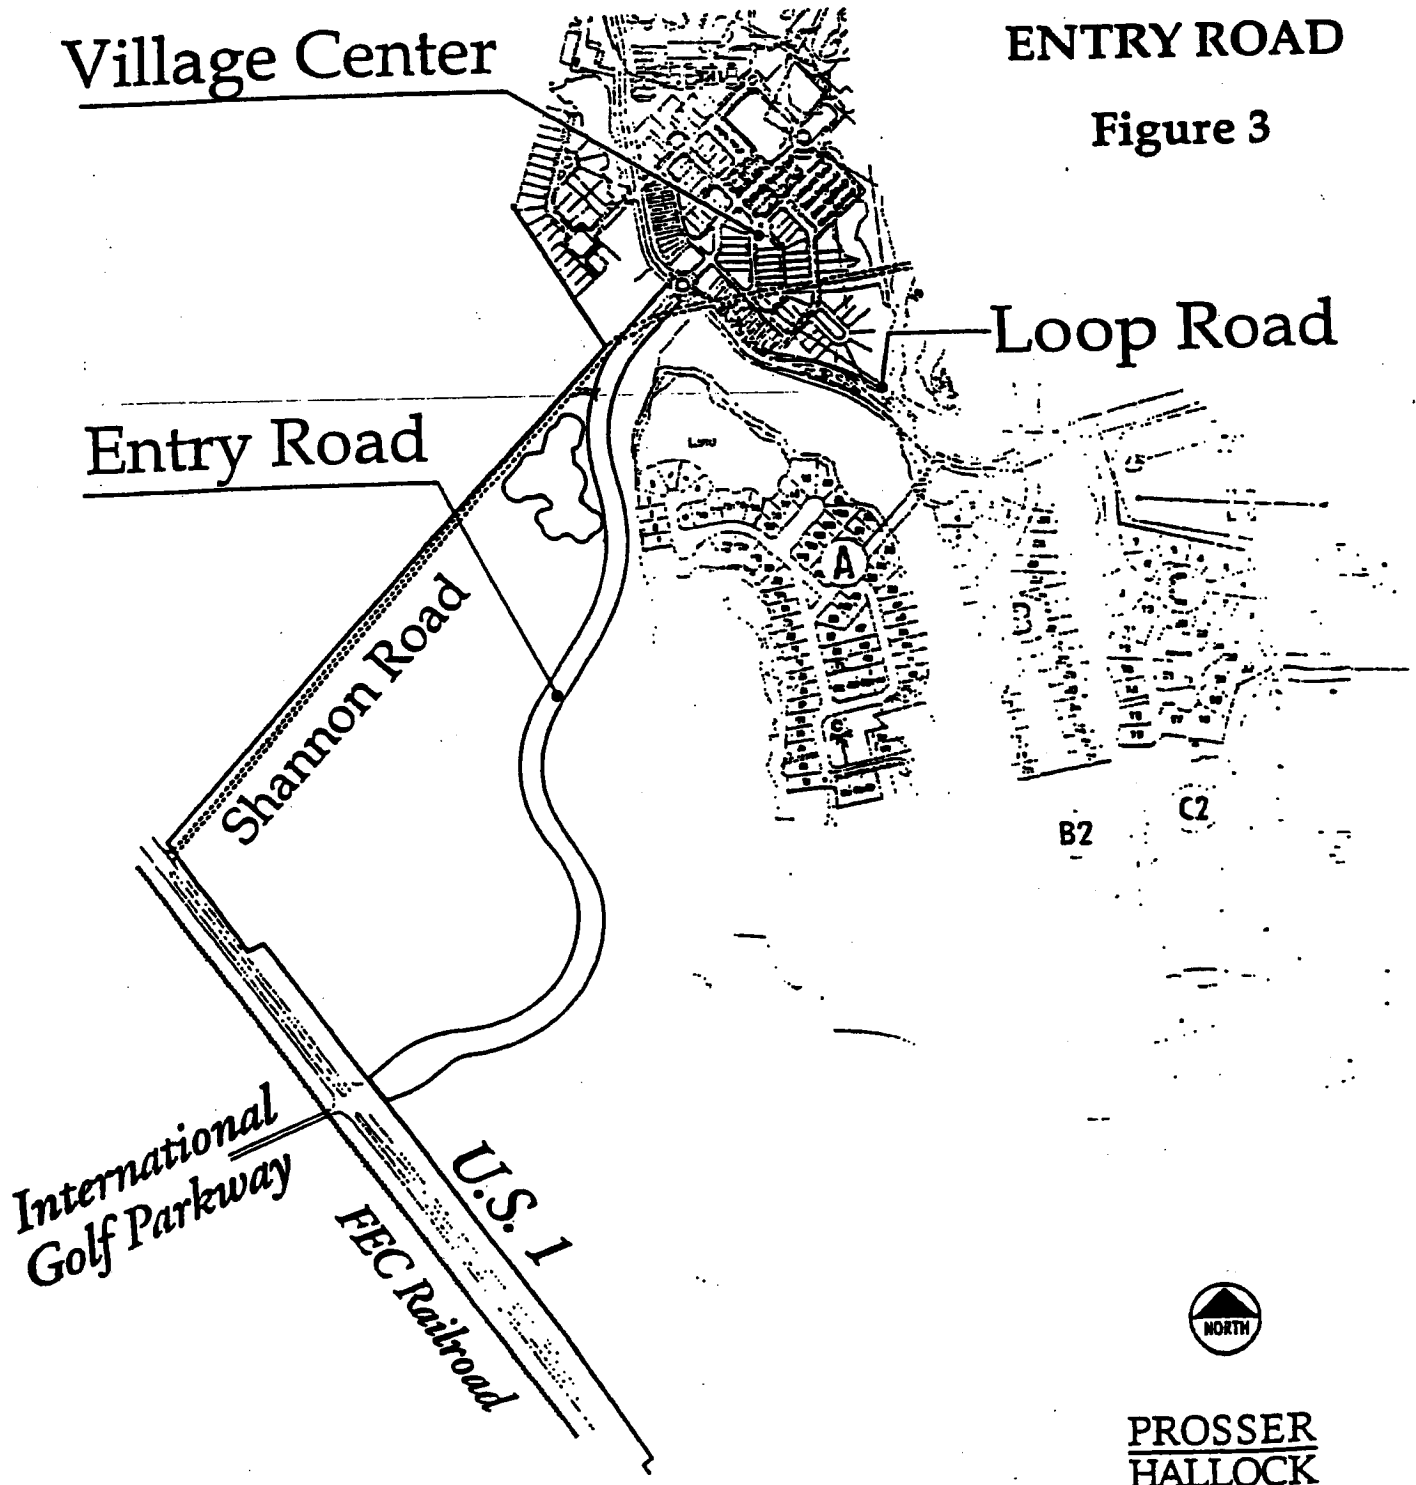 Village Center
ENTRY ROAD
Figure 3
Loop Road
Entry Road
A
Shannon Road
B2
C2
International
Golf Parkway
U.S. 1
FEC Railroad
NORTH
PROSSER
HALLOCK